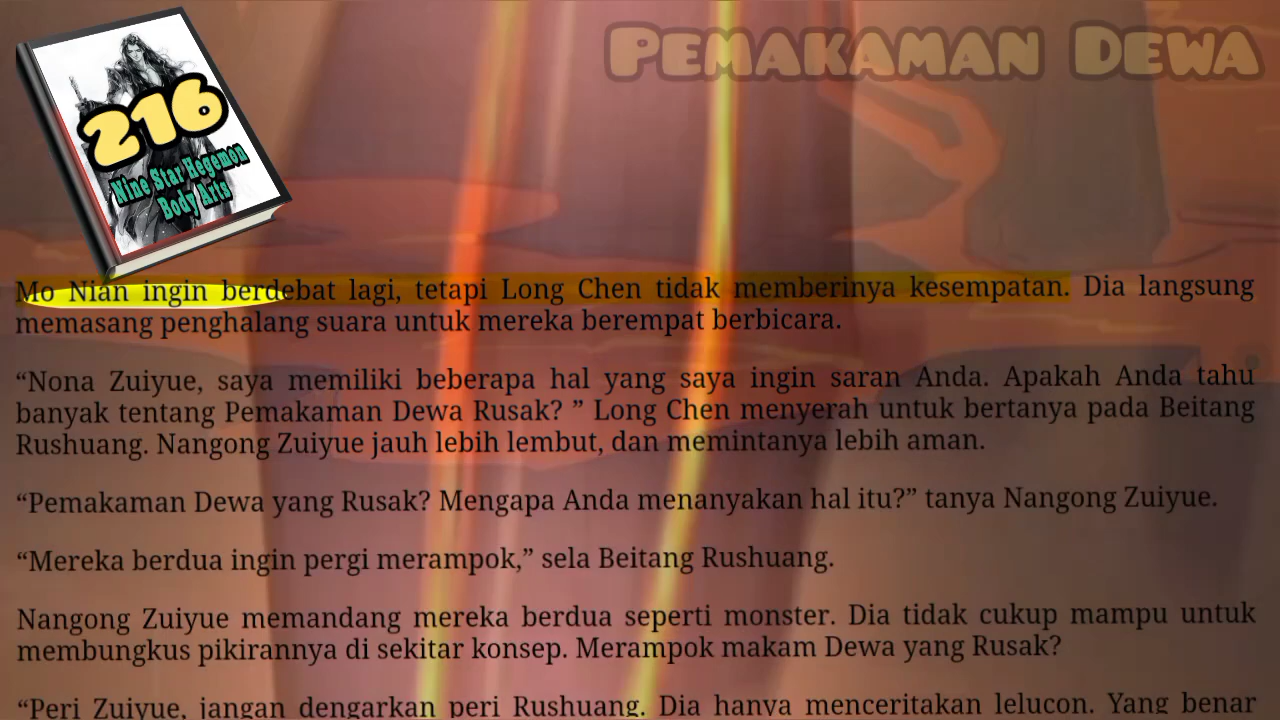 Pemakaman Dewa
216
Nine Star Hegemon
Body Arts
Mo Nian ingin berdebat lagi, tetapi Long Chen tidak memberinya kesempatan. Dia langsung
memasang penghalang suara untuk mereka berempat berbicara.
“Nona Zuiyue, saya memiliki beberapa hal yang saya ingin saran Anda. Apakah Anda tahu
banyak tentang Pemakaman Dewa Rusak? ” Long Chen menyerah untuk bertanya pada Beitang
Rushuang. Nangong Zuiyue jauh lebih lembut, dan memintanya lebih aman.
“Pemakaman Dewa yang Rusak? Mengapa Anda menanyakan hal itu?” tanya Nangong Zuiyue.
“Mereka berdua ingin pergi merampok,” sela Beitang Rushuang.
Nangong Zuiyue memandang mereka berdua seperti monster. Dia tidak cukup mampu untuk
membungkus pikirannya di sekitar konsep. Merampok makam Dewa yang Rusak?
“Peri Zuiyue, jangan dengarkan peri Rushuang. Dia hanya menceritakan lelucon. Yang benar